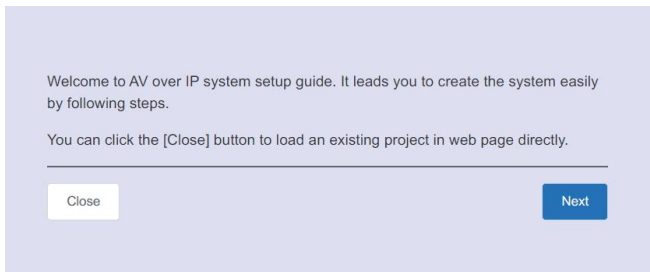 Welcome to AV over IP system setup guide. It leads you to create the system easily
by following steps.
You can click the [Close] button to load an existing project in web page directly.
Close
Next